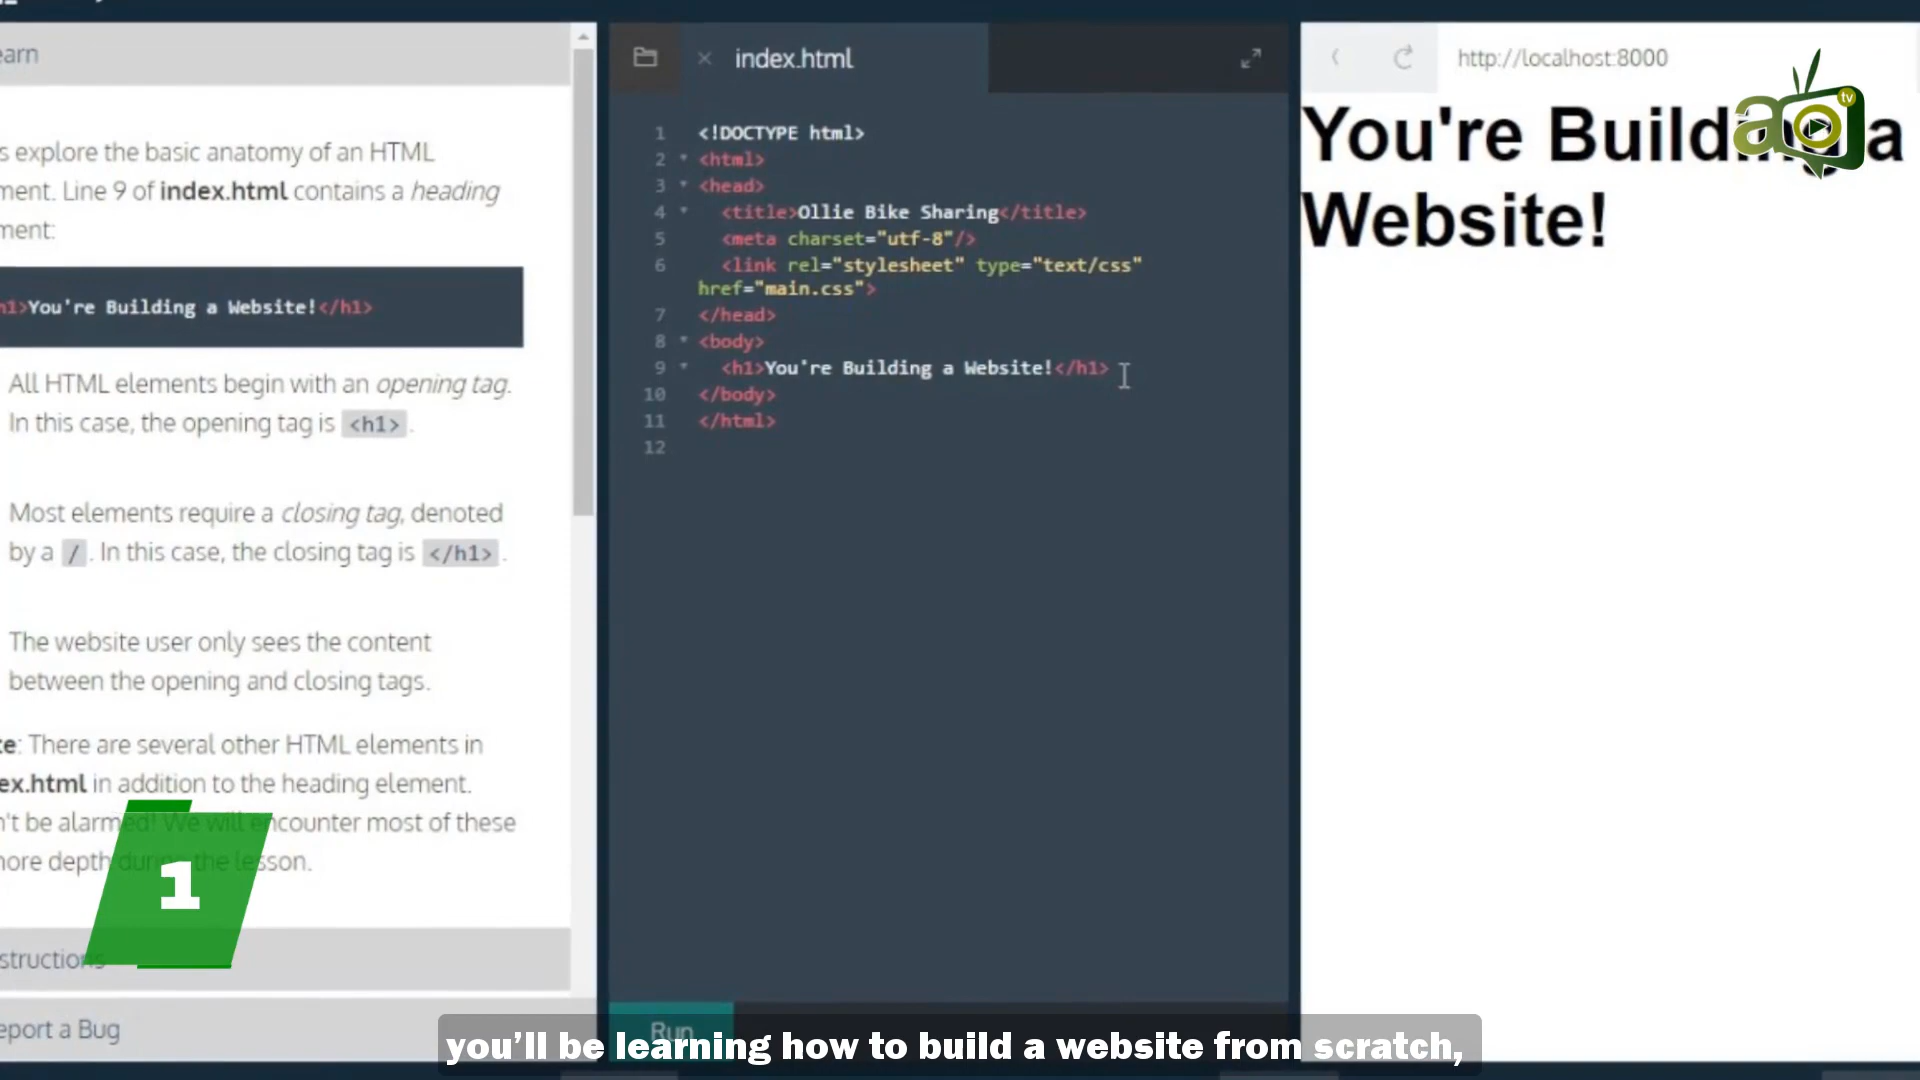 earn
s explore the basic anatomy of an HTML
ment. Line 9 of index.html contains a heading
ment:
h1>You're Building a Website!</h1>
All HTML elements begin with an opening tag.
In this case, the opening tag is <h1> .
Most elements require a closing tag, denoted
by a / . In this case, the closing tag is </h1> .
The website user only sees the content
between the opening and closing tags.
te: There are several other HTML elements in
ex.html in addition to the heading element.
n't be alarmed! We will encounter most of these
more depth during the lesson.
1
structions
eport a Bug
index.html
1 <!DOCTYPE html>
2 <html>
3 <head>
4 <title>Ollie Bike Sharing</title>
5 <meta charset="utf-8"/>
6 <link rel="stylesheet" type="text/css"
href="main.css">
7 </head>
8 <body>
9 <h1>You're Building a Website!</h1>
10 </body>
11 </html>
12
Run
http://localhost:8000
You're Building a
Website!
ao tv
you'll be learning how to build a website from scratch,